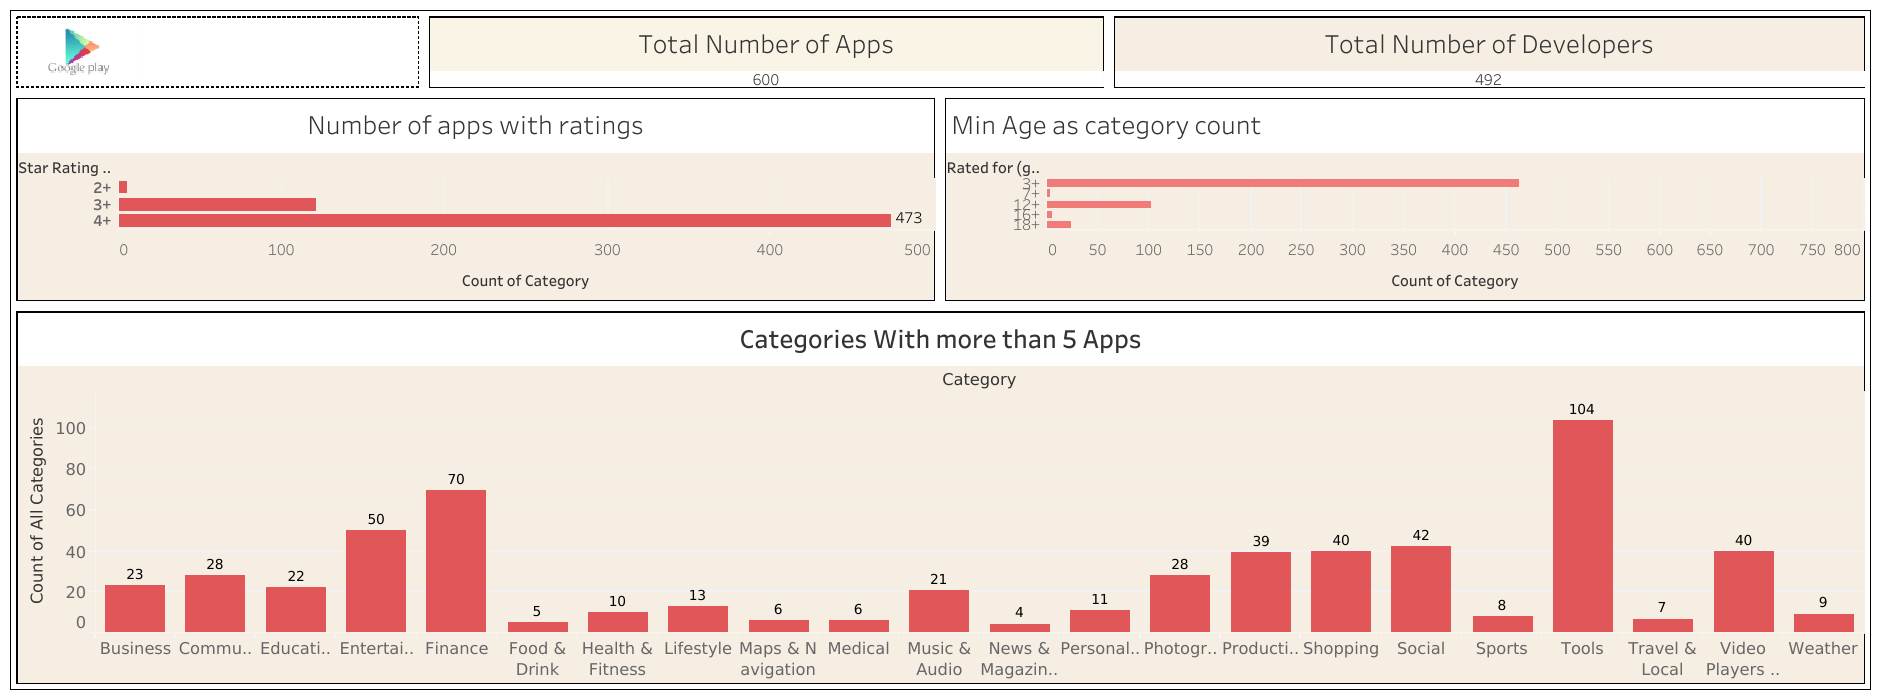 Google play
Total Number of Apps
600
Total Number of Developers
492
Number of apps with ratings
Star Rating ..
2+
3+
4+
473
0 100 200 300 400 500
Count of Category
Min Age as category count
Rated for (g..
3+
7+
12+
16+
18+
0 50 100 150 200 250 300 350 400 450 500 550 600 650 700 750 800
Count of Category
Categories With more than 5 Apps
Category
Count of All Categories
100
80
60
40
20
0
23 28 22 50 70 5 10 13 6 6 21 4 11 28 39 40 42 8 104 7 40 9
Business Commu.. Educati.. Entertai.. Finance Food & Health & Lifestyle Maps & N Medical Music & News & Personal.. Photogr.. Producti.. Shopping Social Sports Tools Travel & Video Weather
Drink Fitness avigation Audio Magazin.. Local Players ..